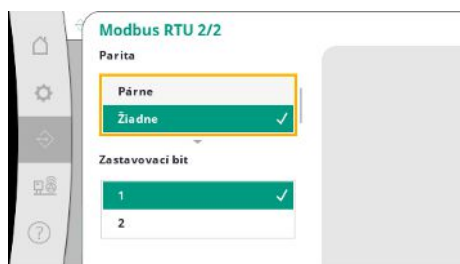 Modbus RTU 2/2
Parita
Párne
Žiadne
Zastavovací bit
1
2